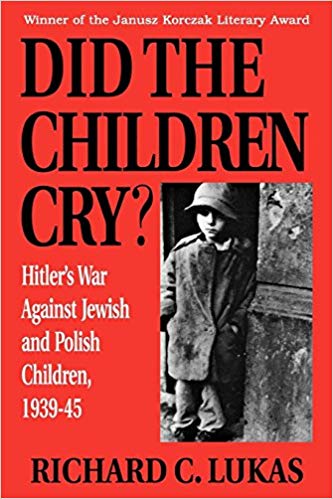 Winner of the Janusz Korczak Literary Award
DID THE
CHILDREN
CRY?
Hitler's War
Against Jewish
and Polish
Children,
1939-45
RICHARD C. LUKAS